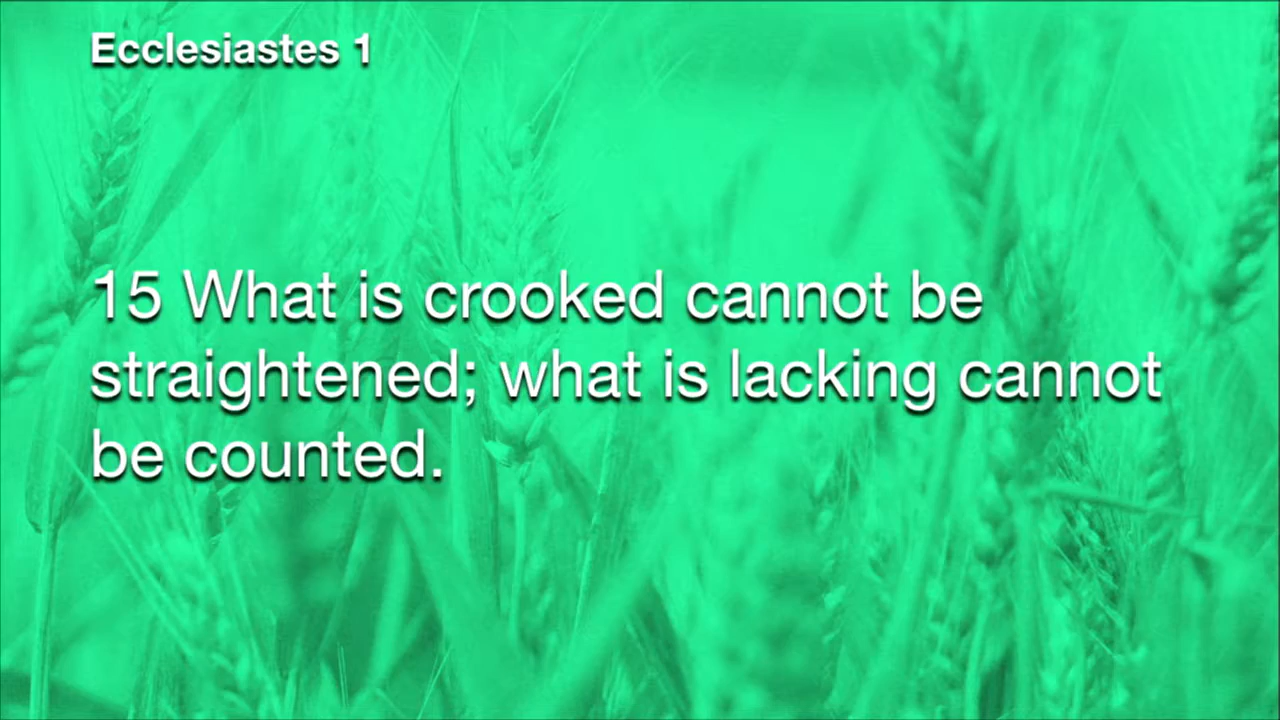 Ecclesiastes 1
15 What is crooked cannot be
straightened; what is lacking cannot
be counted.